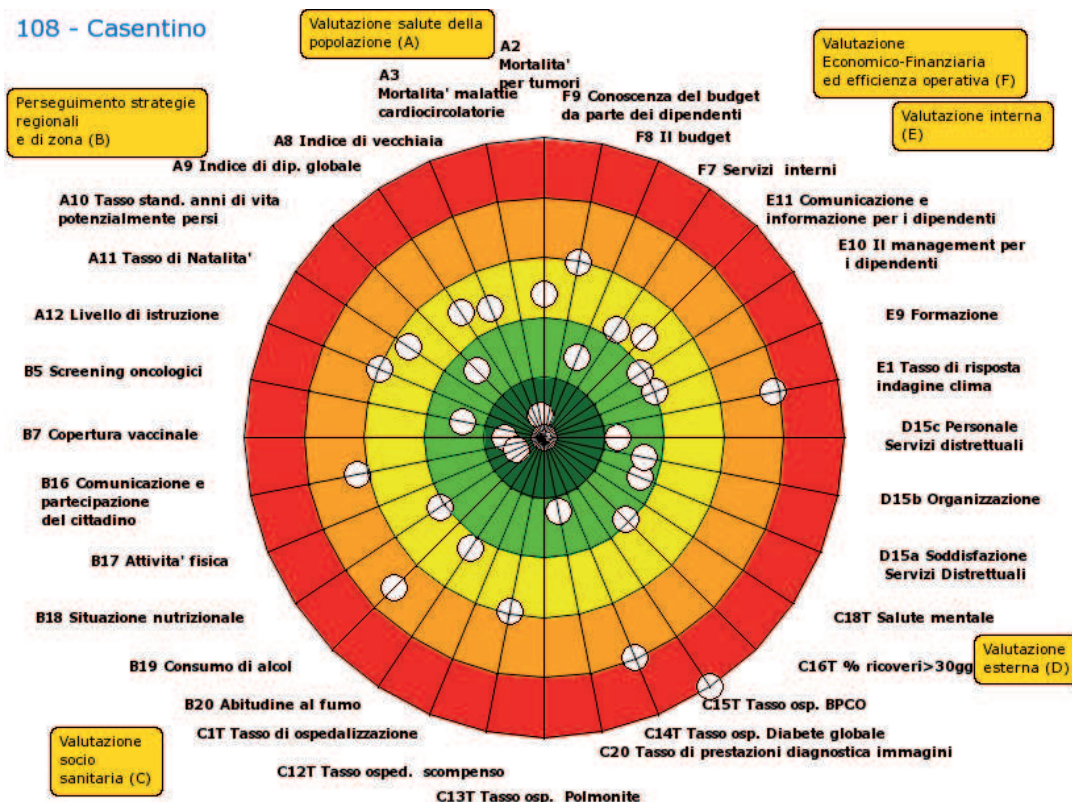 108 - Casentino
Valutazione salute della
popolazione (A)
A2
Mortalita'
per tumori
A3
Mortalita' malattie
cardiocircolatorie
F9 Conoscenza del budget
da parte dei dipendenti
Valutazione
Economico-Finanziaria
ed efficienza operativa (F)
Perseguimento strategie
regionali
e di zona (B)
Valutazione interna
(E)
A8 Indice di vecchiaia
F8 Il budget
A9 Indice di dip. globale
F7 Servizi interni
A10 Tasso stand. anni di vita
potenzialmente persi
E11 Comunicazione e
informazione per i dipendenti
A11 Tasso di Natalita'
E10 Il management per
i dipendenti
A12 Livello di istruzione
E9 Formazione
B5 Screening oncologici
E1 Tasso di risposta
indagine clima
B7 Copertura vaccinale
D15c Personale
Servizi distrettuali
B16 Comunicazione e
partecipazione
del cittadino
D15b Organizzazione
B17 Attivita' fisica
D15a Soddisfazione
Servizi Distrettuali
B18 Situazione nutrizionale
C18T Salute mentale
B19 Consumo di alcol
C16T % ricoveri>30gg
Valutazione
esterna (D)
B20 Abitudine al fumo
C15T Tasso osp. BPCO
C1T Tasso di ospedalizzazione
C14T Tasso osp. Diabete globale
C20 Tasso di prestazioni diagnostica immagini
Valutazione
socio
sanitaria (C)
C12T Tasso osped. scompenso
C13T Tasso osp. Polmonite